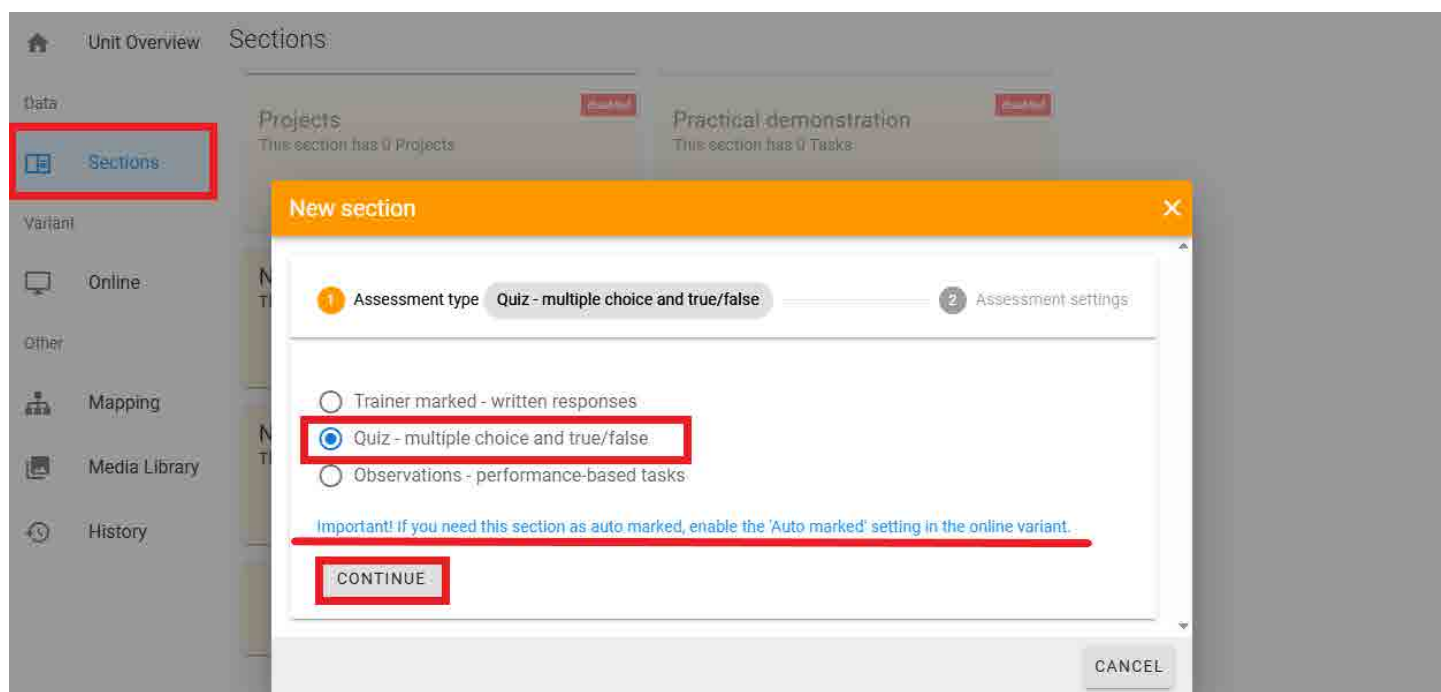 Unit Overview
Sections
Data
Sections
Variant
Online
Other
Mapping
Media Library
History
Projects
This section has 0 Projects
Practical demonstration
This section has 0 Tasks
New section
1 Assessment type Quiz - multiple choice and true/false
2 Assessment settings
Trainer marked - written responses
Quiz - multiple choice and true/false
Observations - performance-based tasks
Important! If you need this section as auto marked, enable the 'Auto marked' setting in the online variant.
CONTINUE
CANCEL